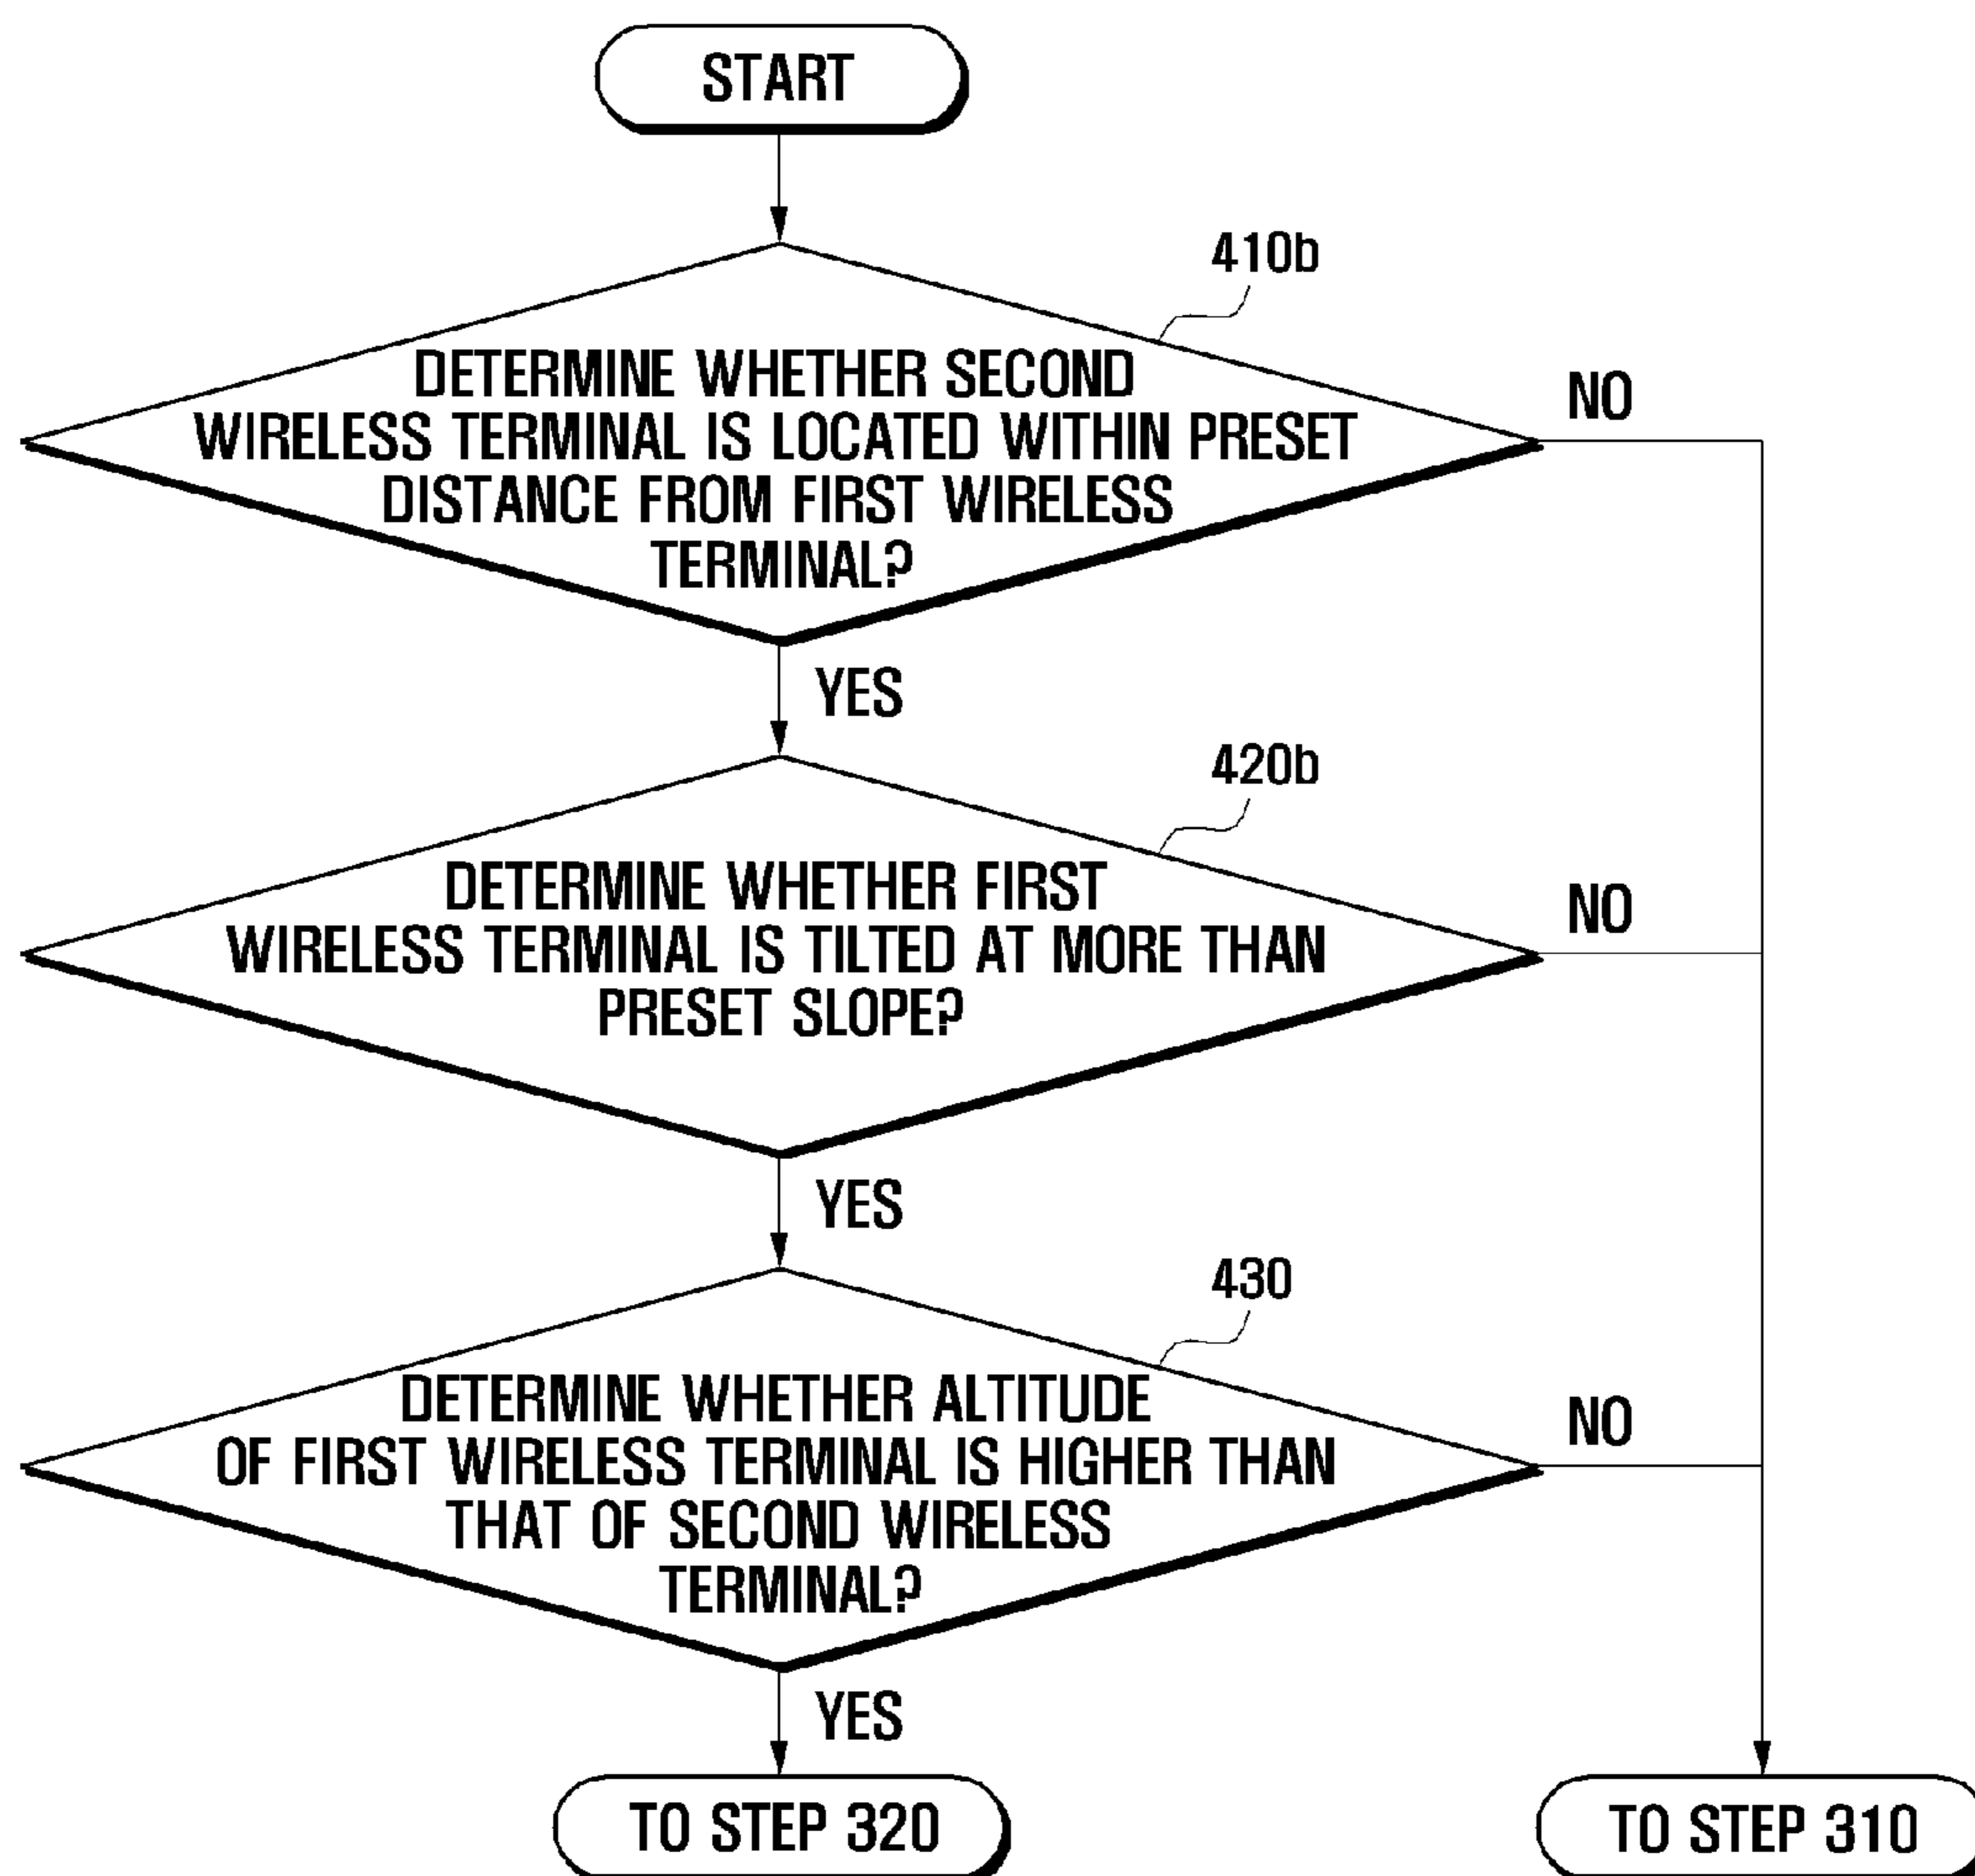 START
410b
DETERMINE WHETHER SECOND
WIRELESS TERMINAL IS LOCATED WITHIN PRESET
DISTANCE FROM FIRST WIRELESS
TERMINAL?
NO
YES
420b
DETERMINE WHETHER FIRST
WIRELESS TERMINAL IS TILTED AT MORE THAN
PRESET SLOPE?
NO
YES
430
DETERMINE WHETHER ALTITUDE
OF FIRST WIRELESS TERMINAL IS HIGHER THAN
THAT OF SECOND WIRELESS
TERMINAL?
NO
YES
TO STEP 320
TO STEP 310